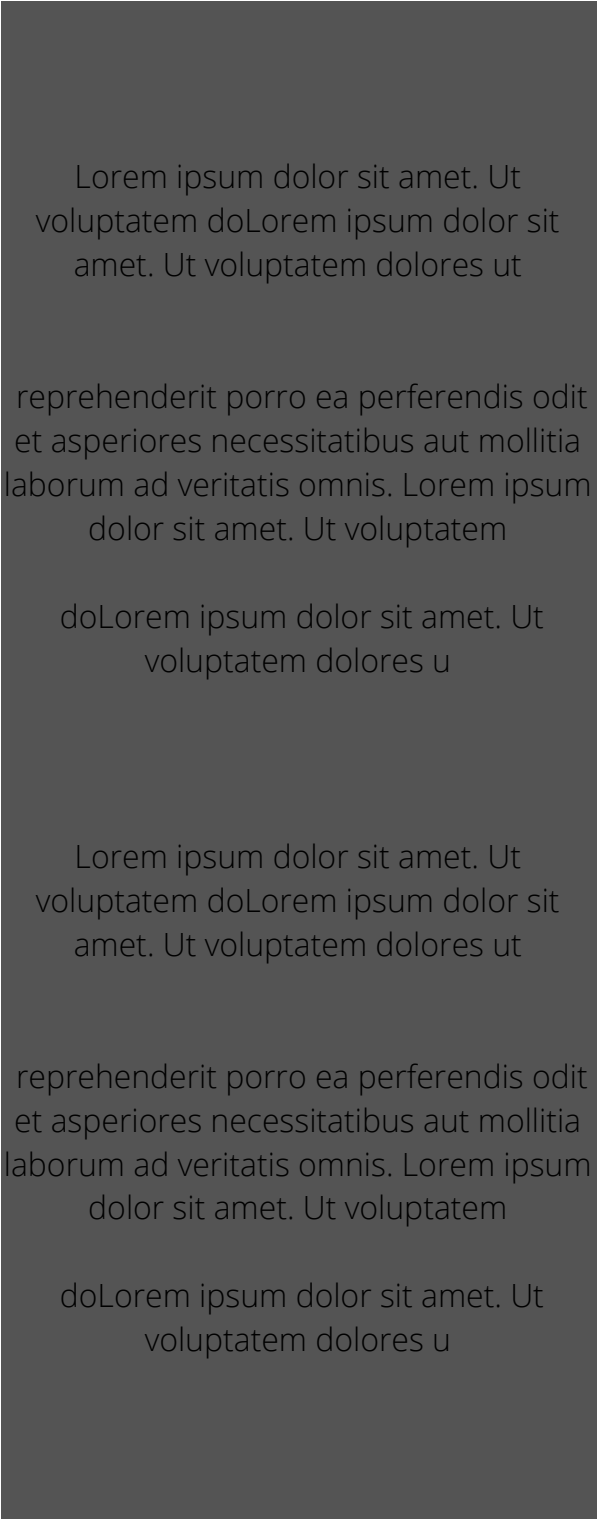 Lorem ipsum dolor sit amet. Ut
voluptatem doLorem ipsum dolor sit
amet. Ut voluptatem dolores ut
reprehenderit porro ea perferendis odit
et asperiores necessitatibus aut mollitia
laborum ad veritatis omnis. Lorem ipsum
dolor sit amet. Ut voluptatem
doLorem ipsum dolor sit amet. Ut
voluptatem dolores u
Lorem ipsum dolor sit amet. Ut
voluptatem doLorem ipsum dolor sit
amet. Ut voluptatem dolores ut
reprehenderit porro ea perferendis odit
et asperiores necessitatibus aut mollitia
laborum ad veritatis omnis. Lorem ipsum
dolor sit amet. Ut voluptatem
doLorem ipsum dolor sit amet. Ut
voluptatem dolores u